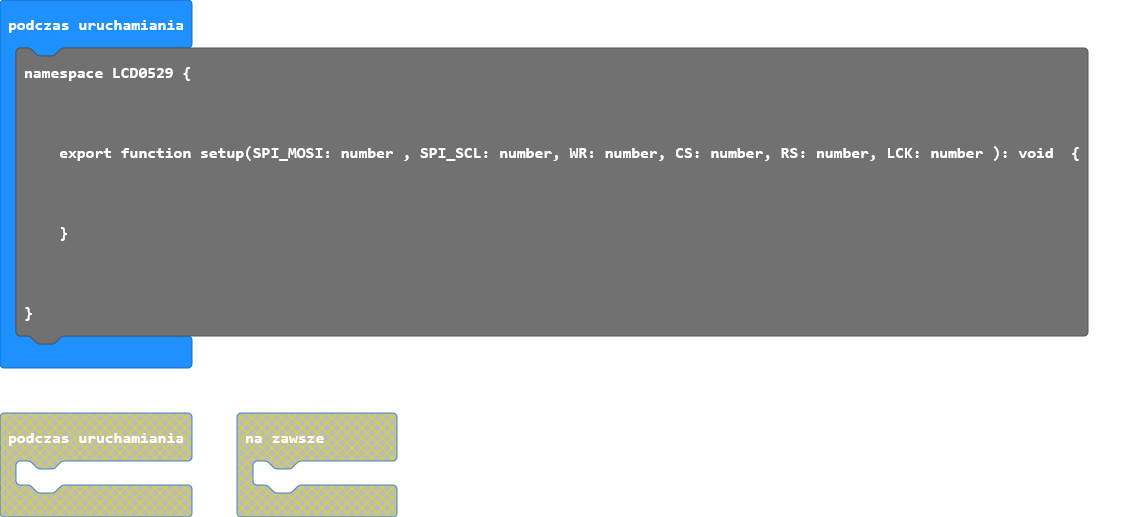 podczas uruchamiania
namespace LCD0529 {
export function setup(SPI_MOSI: number , SPI_SCL: number, WR: number, CS: number, RS: number, LCK: number ): void  {
}
}
podczas uruchamiania
na zawsze